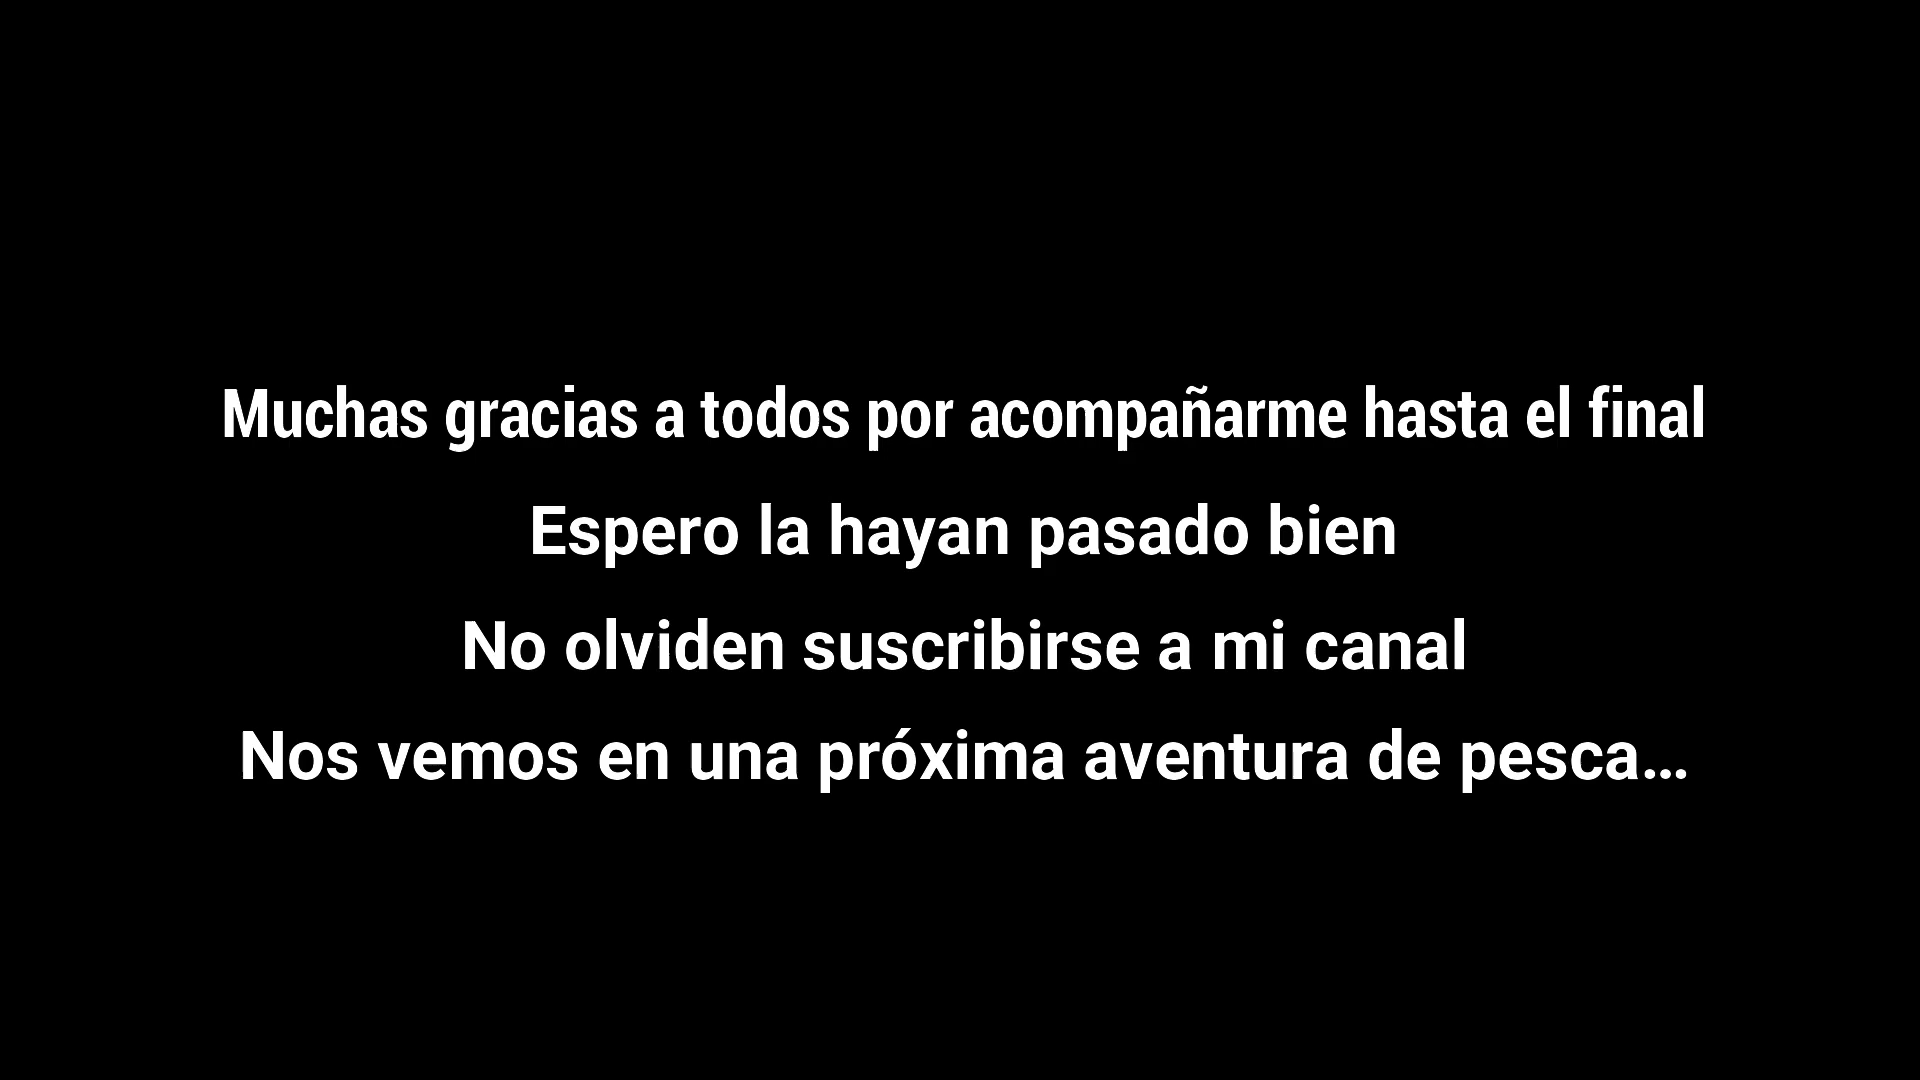 Muchas gracias a todos por acompañarme hasta el final
Espero la hayan pasado bien
No olviden suscribirse a mi canal
Nos vemos en una próxima aventura de pesca...